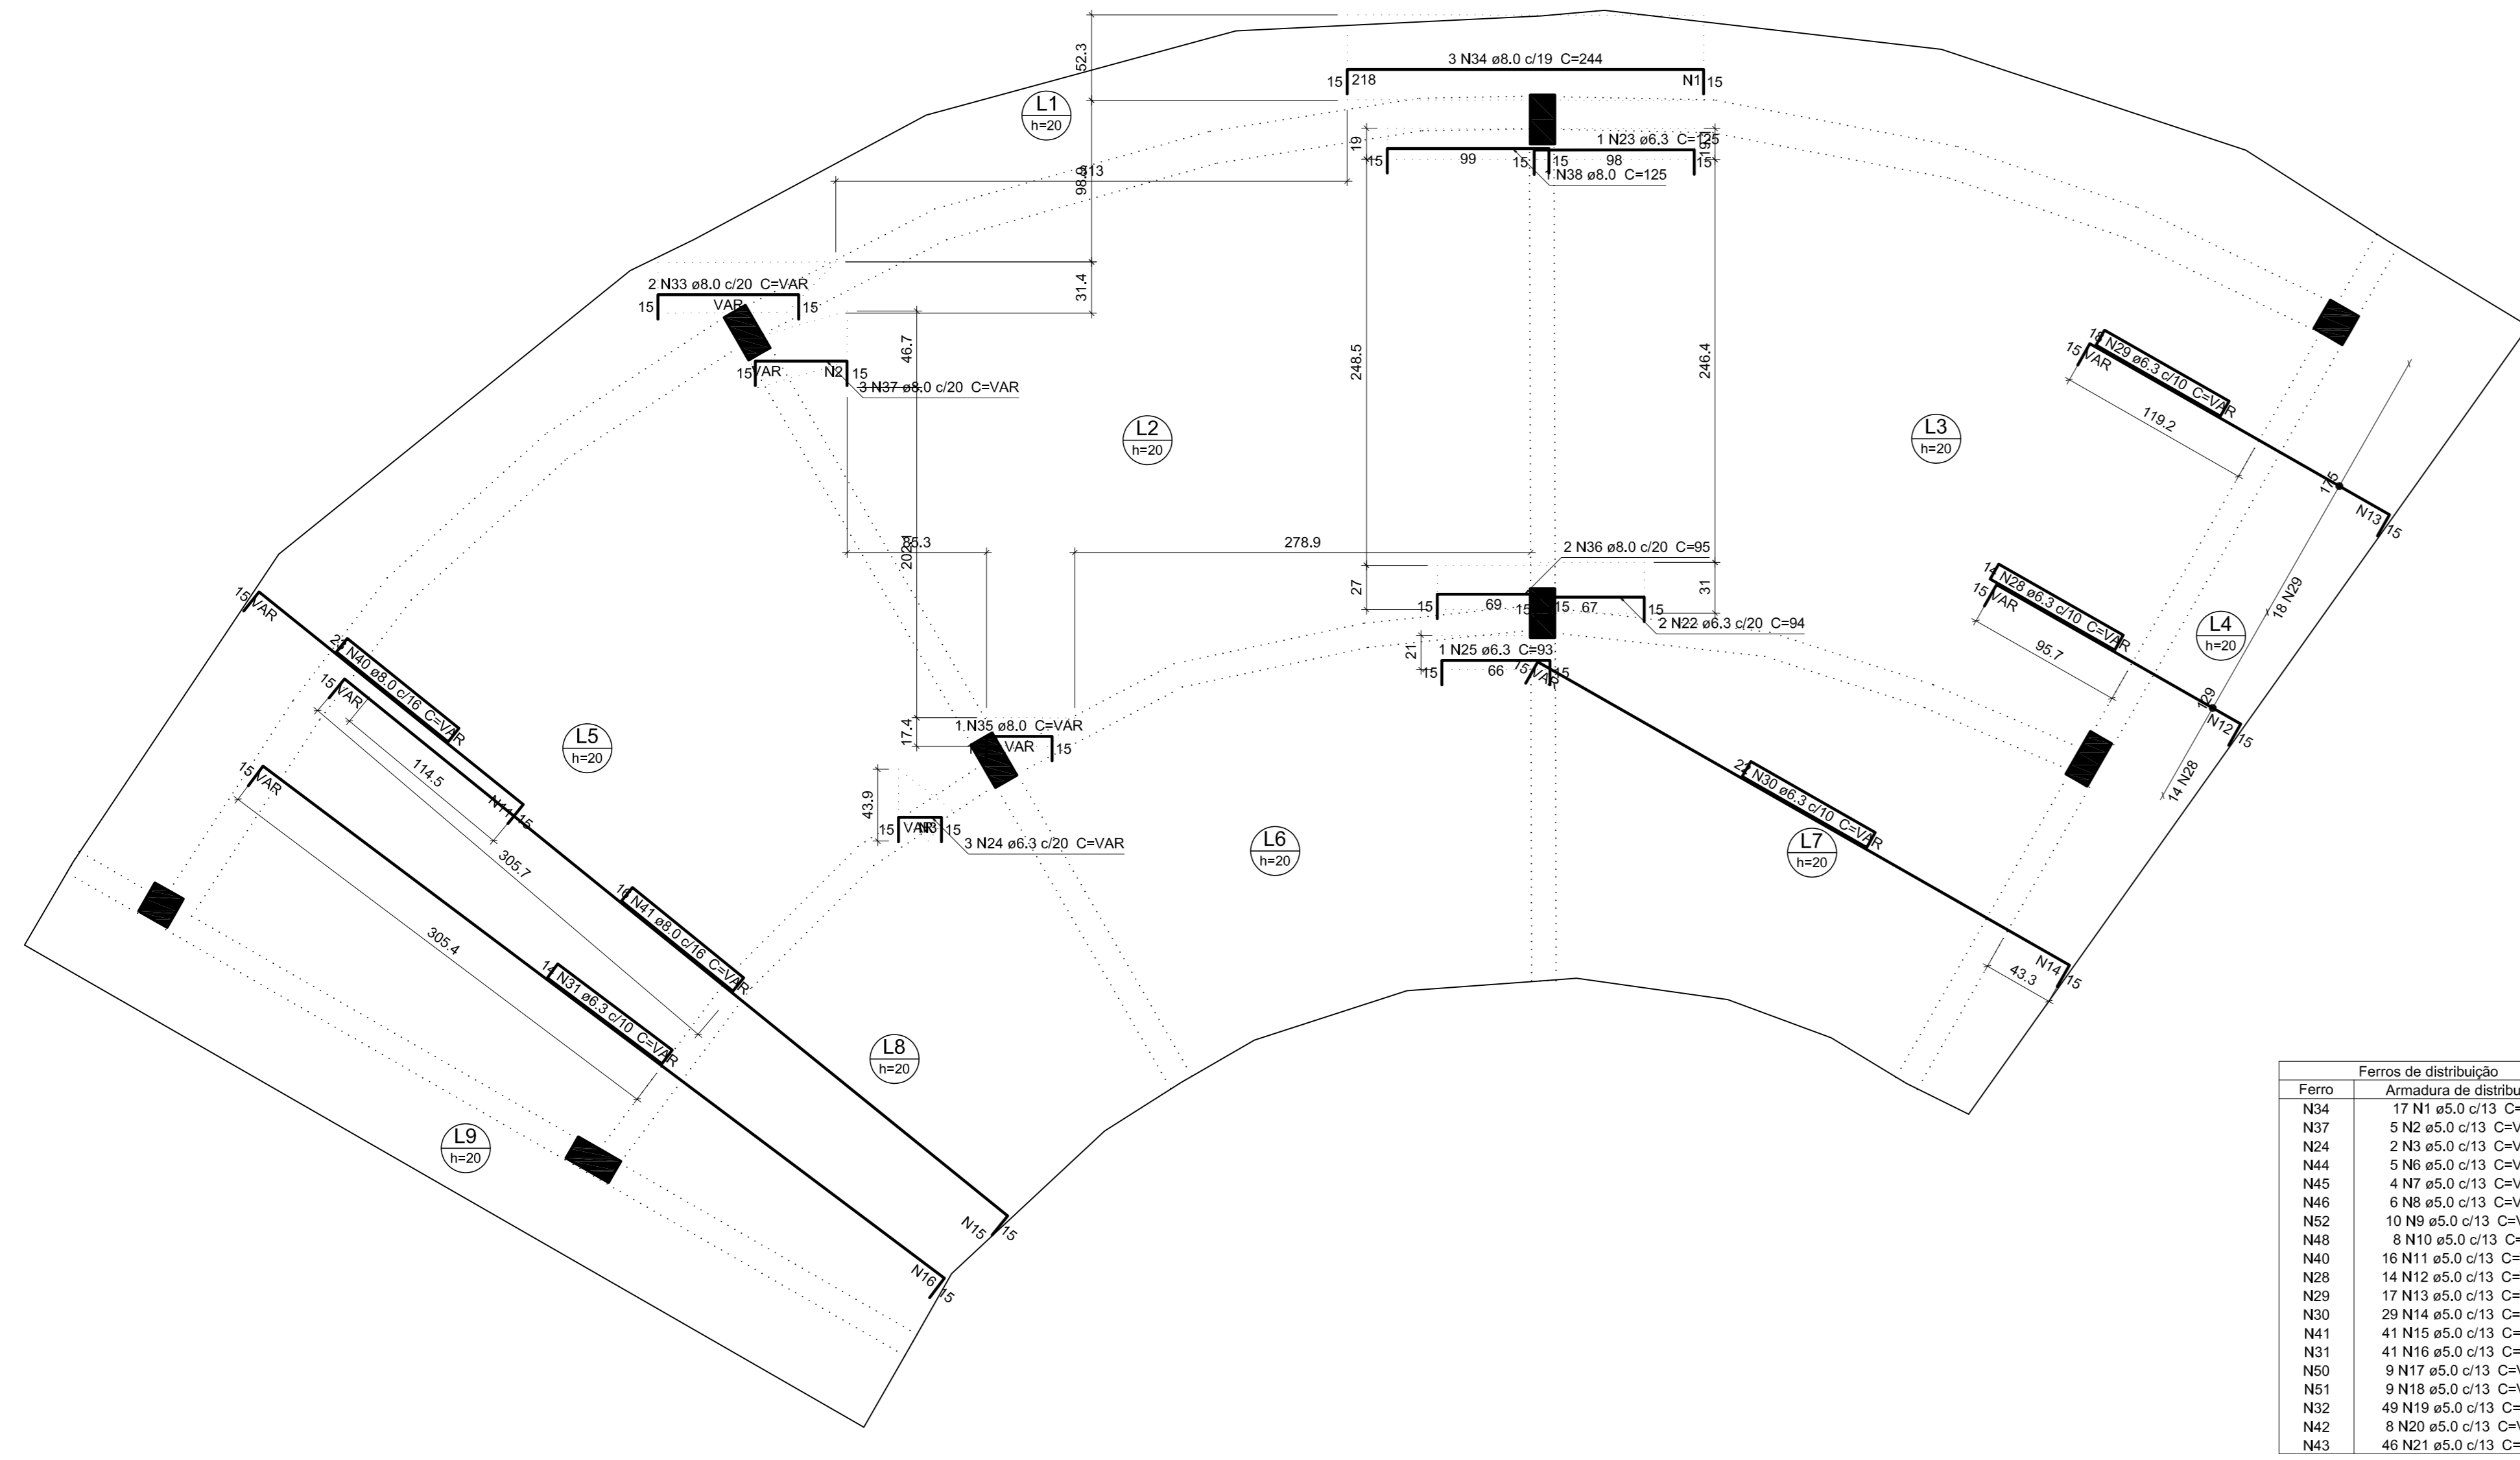 52.3
3 N34 ø8.0 c/19 C=244
15
218
N1
15
L1
h=20
19
1 N23 ø6.3 C=125
15
99
15
15
98
15
1 N38 ø8.0 C=125
31.4
2 N33 ø8.0 c/20 C=VAR
15
VAR
15
46.7
15
VAR
N2
15
3 N37 ø8.0 c/20 C=VAR
248.5
246.4
L2
h=20
L3
h=20
18 N29 ø6.3 c/10 C=VAR
15
VAR
119.2
175
N13
15
278.9
2 N36 ø8.0 c/20 C=95
27
31
15
69
15
15
67
15
2 N22 ø6.3 c/20 C=94
14 N28 ø6.3 c/10 C=VAR
15
VAR
95.7
129
N12
15
18 N29
14 N28
L4
h=20
15
VAR
23 N40 ø8.0 c/16 C=VAR
21
1 N25 ø6.3 C=93
15
66
15
15
VAR
15
VAR
114.5
N11
15
L5
h=20
17.4
1 N35 ø8.0 C=VAR
VAR
15
43.9
15
VAR
N3
15
3 N24 ø6.3 c/20 C=VAR
22 N30 ø6.3 c/10 C=VAR
L6
h=20
L7
h=20
15
VAR
305.7
16 N41 ø8.0 c/16 C=VAR
305.4
14 N31 ø6.3 c/10 C=VAR
N14
15
43.3
L8
h=20
L9
h=20
N15
15
N16
15
Ferros de distribuição
Ferro Armadura de distribu
N34 17 N1 ø5.0 c/13 C=
N37 5 N2 ø5.0 c/13 C=V
N24 2 N3 ø5.0 c/13 C=V
N44 5 N6 ø5.0 c/13 C=V
N45 4 N7 ø5.0 c/13 C=V
N46 6 N8 ø5.0 c/13 C=V
N52 10 N9 ø5.0 c/13 C=V
N48 8 N10 ø5.0 c/13 C=
N40 16 N11 ø5.0 c/13 C=
N28 14 N12 ø5.0 c/13 C=
N29 17 N13 ø5.0 c/13 C=
N30 29 N14 ø5.0 c/13 C=
N41 41 N15 ø5.0 c/13 C=
N31 41 N16 ø5.0 c/13 C=
N50 9 N17 ø5.0 c/13 C=V
N51 9 N18 ø5.0 c/13 C=V
N32 49 N19 ø5.0 c/13 C=
N42 8 N20 ø5.0 c/13 C=V
N43 46 N21 ø5.0 c/13 C=